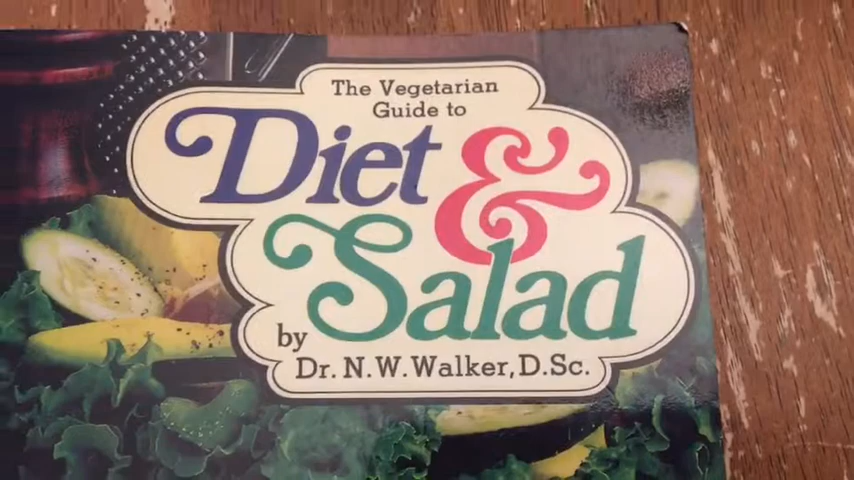 The Vegetarian
Guide to
Diet &
Salad
by
Dr. N.W. Walker, D.Sc.